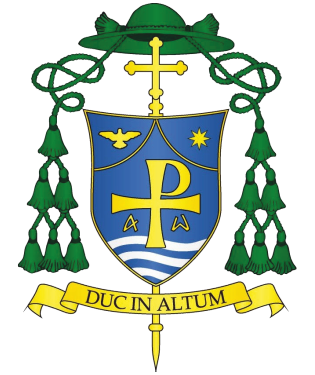 Α ω
DUC IN ALTUM